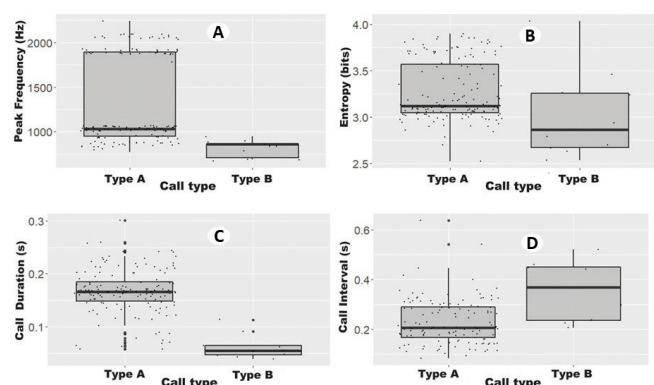 A
Peak Frequency (Hz)
2000
1500
1000
Type A
Type B
Call type
B
Entropy (bits)
4.0
3.5
3.0
2.5
Type A
Type B
Call type
C
Call Duration (s)
0.3
0.2
0.1
Type A
Type B
Call type
D
Call Interval (s)
0.6
0.4
0.2
Type A
Type B
Call type